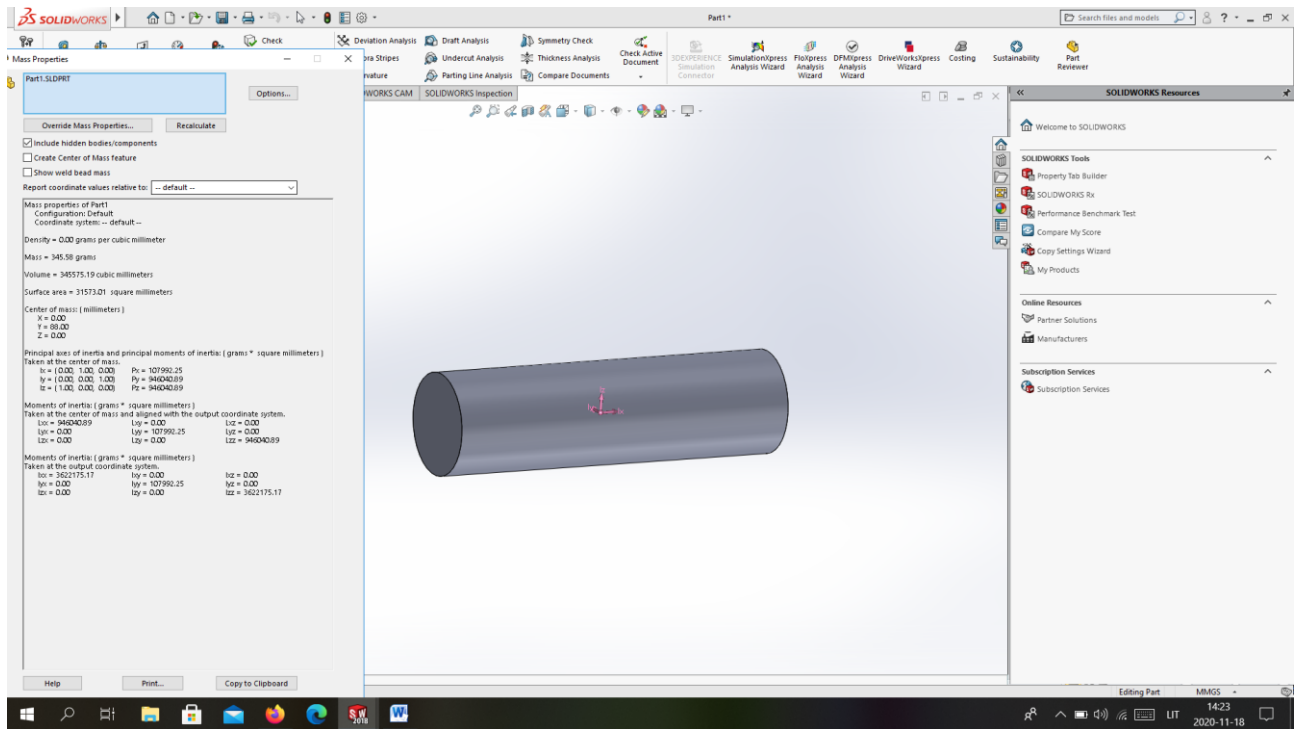 SOLIDWORKS
Part1 *
Search files and models
Check
Deviation Analysis
Draft Analysis
Symmetry Check
Check Active Document
3DEXPERIENCE Simulation Connector
SimulationXpress Analysis Wizard
FloXpress Analysis Wizard
DFMXpress Analysis Wizard
DriveWorksXpress Wizard
Costing
Sustainability
Part Reviewer
bra Stripes
Undercut Analysis
Thickness Analysis
Parting Line Analysis
Compare Documents
WORKS CAM
SOLIDWORKS Inspection
Mass Properties
Part1.SLDPRT
Options...
Override Mass Properties...
Recalculate
Include hidden bodies/components
Create Center of Mass feature
Show weld bead mass
Report coordinate values relative to: -- default --
Mass properties of Part1
Configuration: Default
Coordinate system: -- default --
Density = 0.00 grams per cubic millimeter
Mass = 345.58 grams
Volume = 345575.19 cubic millimeters
Surface area = 31573.01 square millimeters
Center of mass: ( millimeters )
X = 0.00
Y = 88.00
Z = 0.00
Principal axes of inertia and principal moments of inertia: ( grams * square millimeters )
Taken at the center of mass.
Ix = ( 0.00, 1.00, 0.00) Px = 107992.25
Iy = ( 0.00, 0.00, 1.00) Py = 946040.89
Iz = ( 1.00, 0.00, 0.00) Pz = 946040.89
Moments of inertia: ( grams * square millimeters )
Taken at the center of mass and aligned with the output coordinate system.
Lxx = 946040.89 Lxy = 0.00 Lxz = 0.00
Lyx = 0.00 Lyy = 107992.25 Lyz = 0.00
Lzx = 0.00 Lzy = 0.00 Lzz = 946040.89
Moments of inertia: ( grams * square millimeters )
Taken at the output coordinate system.
Ixx = 3622175.17 Ixy = 0.00 Ixz = 0.00
Iyx = 0.00 Iyy = 107992.25 Iyz = 0.00
Izx = 0.00 Izy = 0.00 Izz = 3622175.17
Help
Print...
Copy to Clipboard
SOLIDWORKS Resources
Welcome to SOLIDWORKS
SOLIDWORKS Tools
Property Tab Builder
SOLIDWORKS Rx
Performance Benchmark Test
Compare My Score
Copy Settings Wizard
My Products
Online Resources
Partner Solutions
Manufacturers
Subscription Services
Subscription Services
Editing Part
MMGS
LIT
14:23
2020-11-18